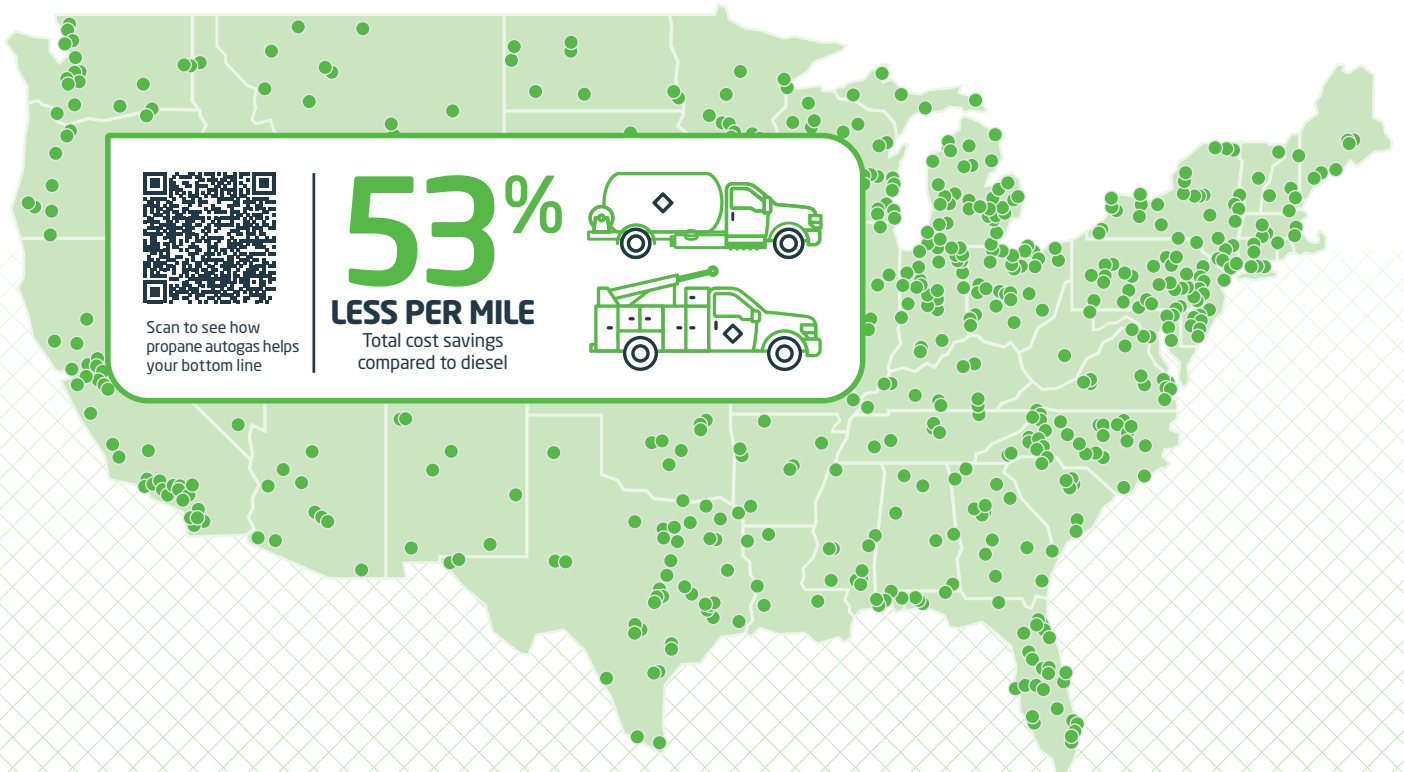 Scan to see how
propane autogas helps
your bottom line
53%
LESS PER MILE
Total cost savings
compared to diesel